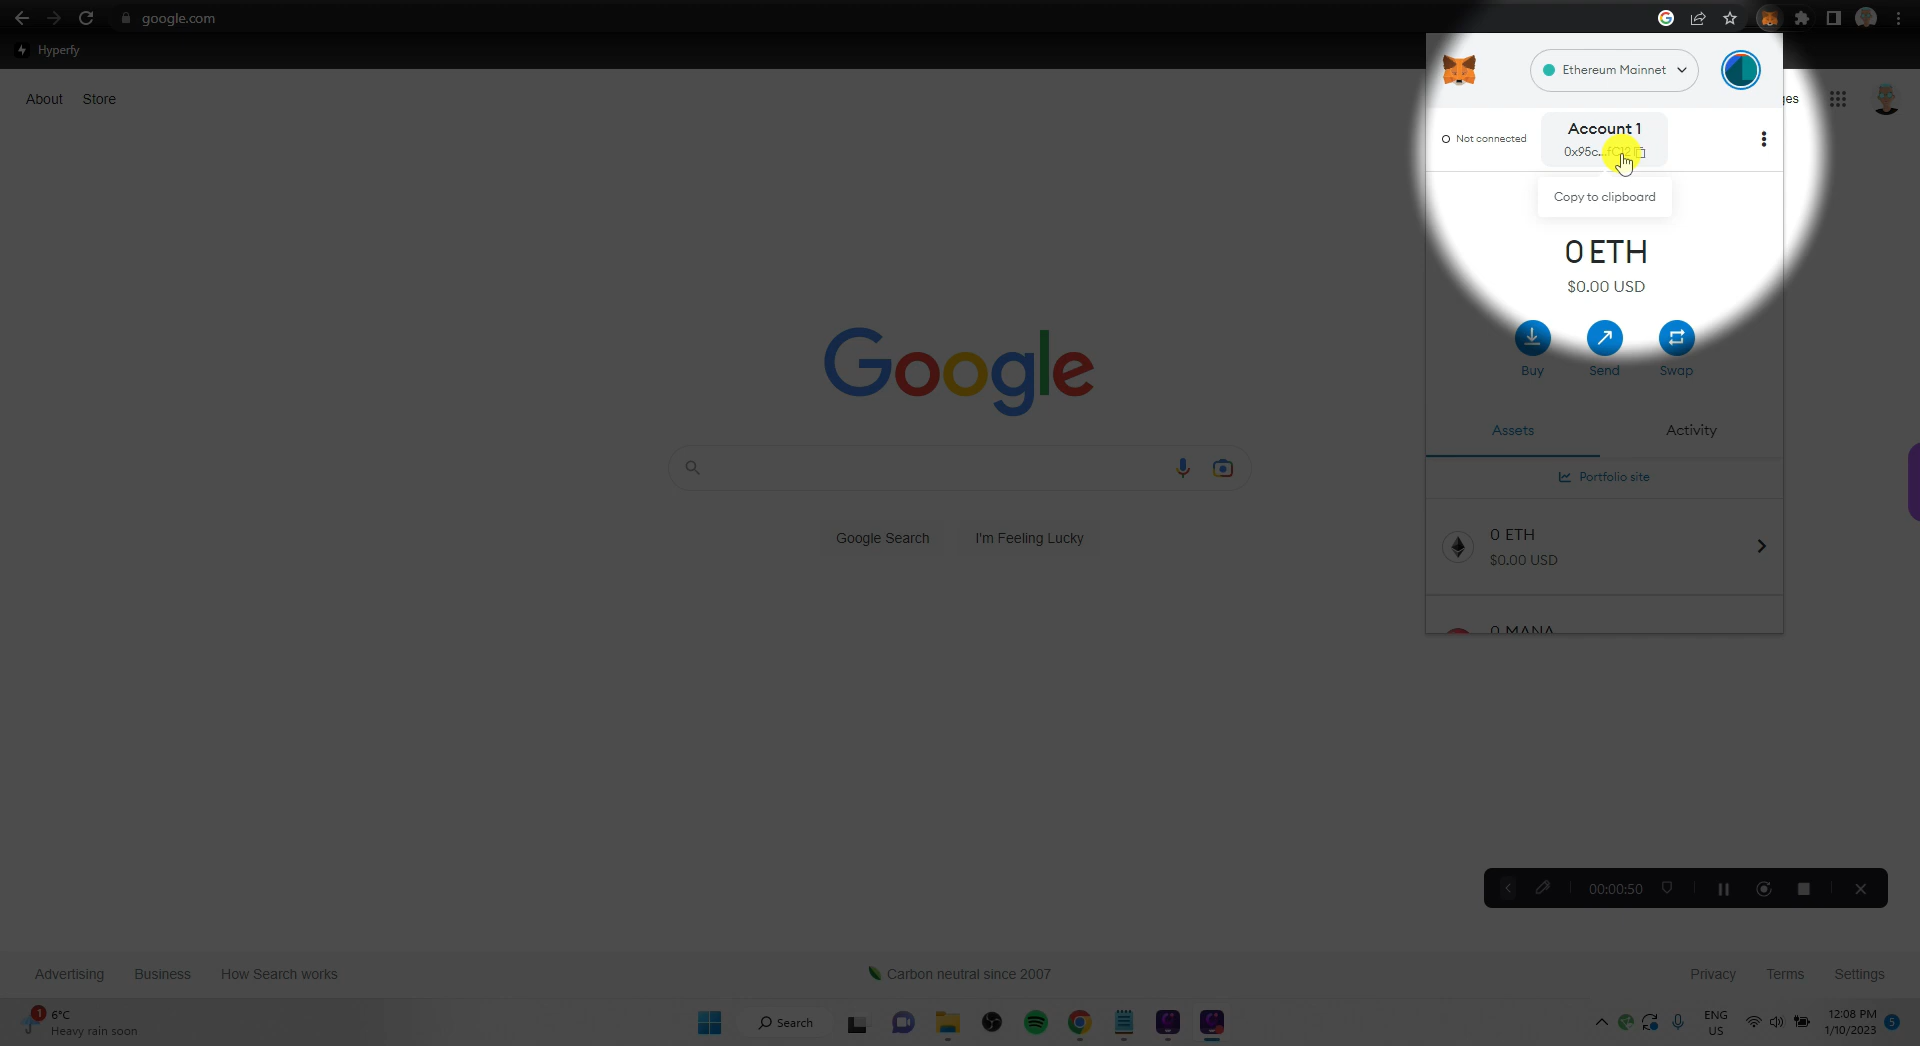 google.com
Hyperfy
About Store
Ethereum Mainnet
Not connected
Account 1
0x95c...fC12
Copy to clipboard
0 ETH
$0.00 USD
Buy Send Swap
Assets Activity
Portfolio site
0 ETH
$0.00 USD
0 MANA
Google
Google Search I'm Feeling Lucky
00:00:50
Advertising Business How Search works
Carbon neutral since 2007
Privacy Terms Settings
1
6°C
Heavy rain soon
Search
ENG
US
12:08 PM
1/10/2023
5